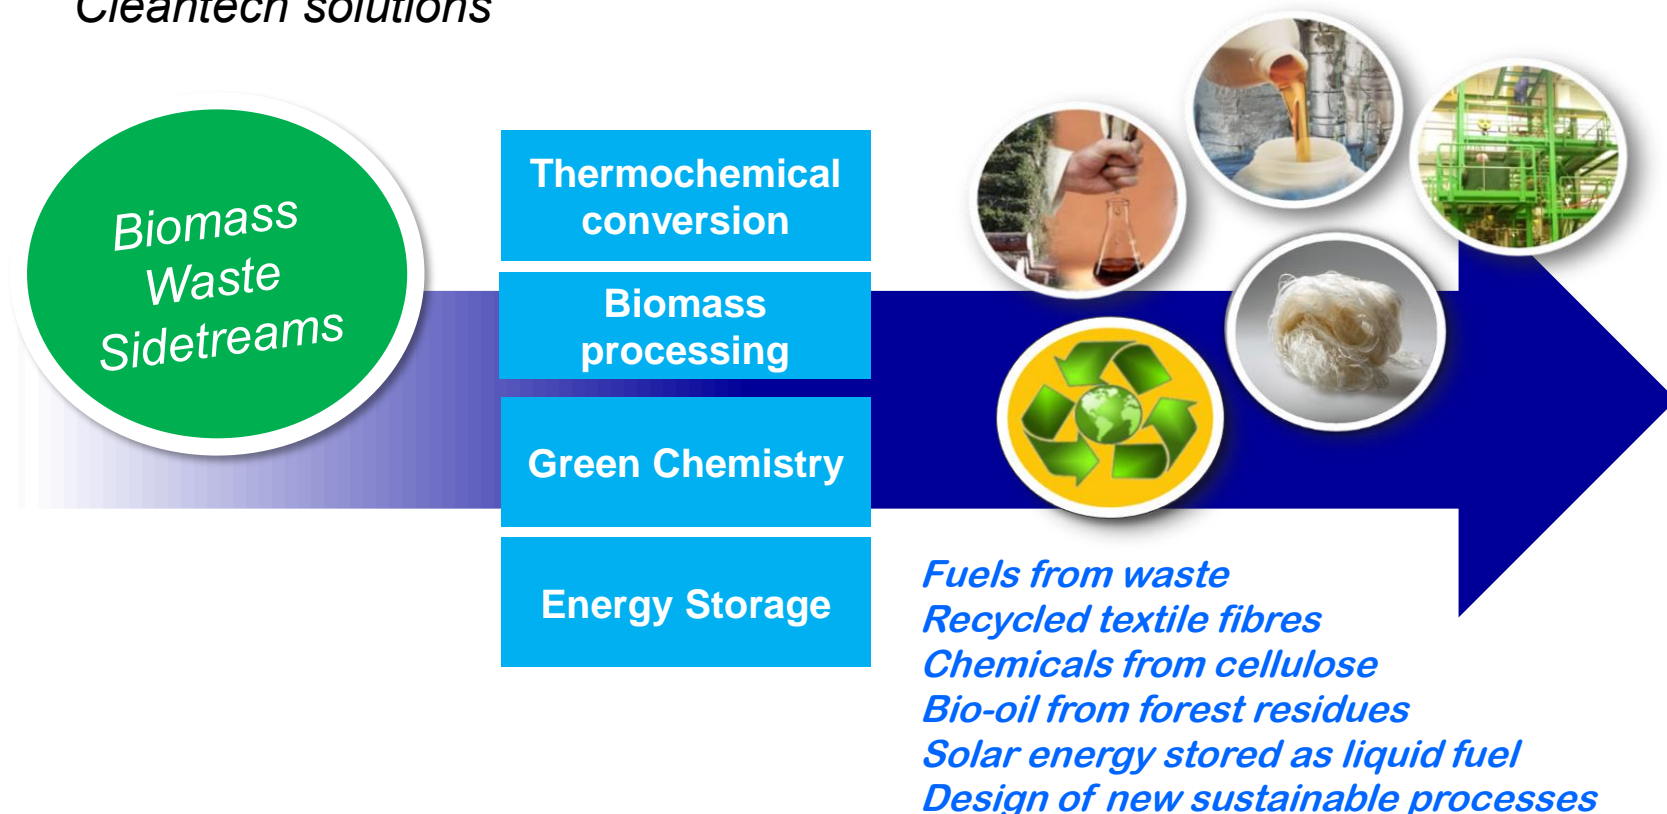 Cleantech solutions
Biomass
Waste
Sidetreams
Thermochemical
conversion
Biomass
processing
Green Chemistry
Energy Storage
Fuels from waste
Recycled textile fibres
Chemicals from cellulose
Bio-oil from forest residues
Solar energy stored as liquid fuel
Design of new sustainable processes